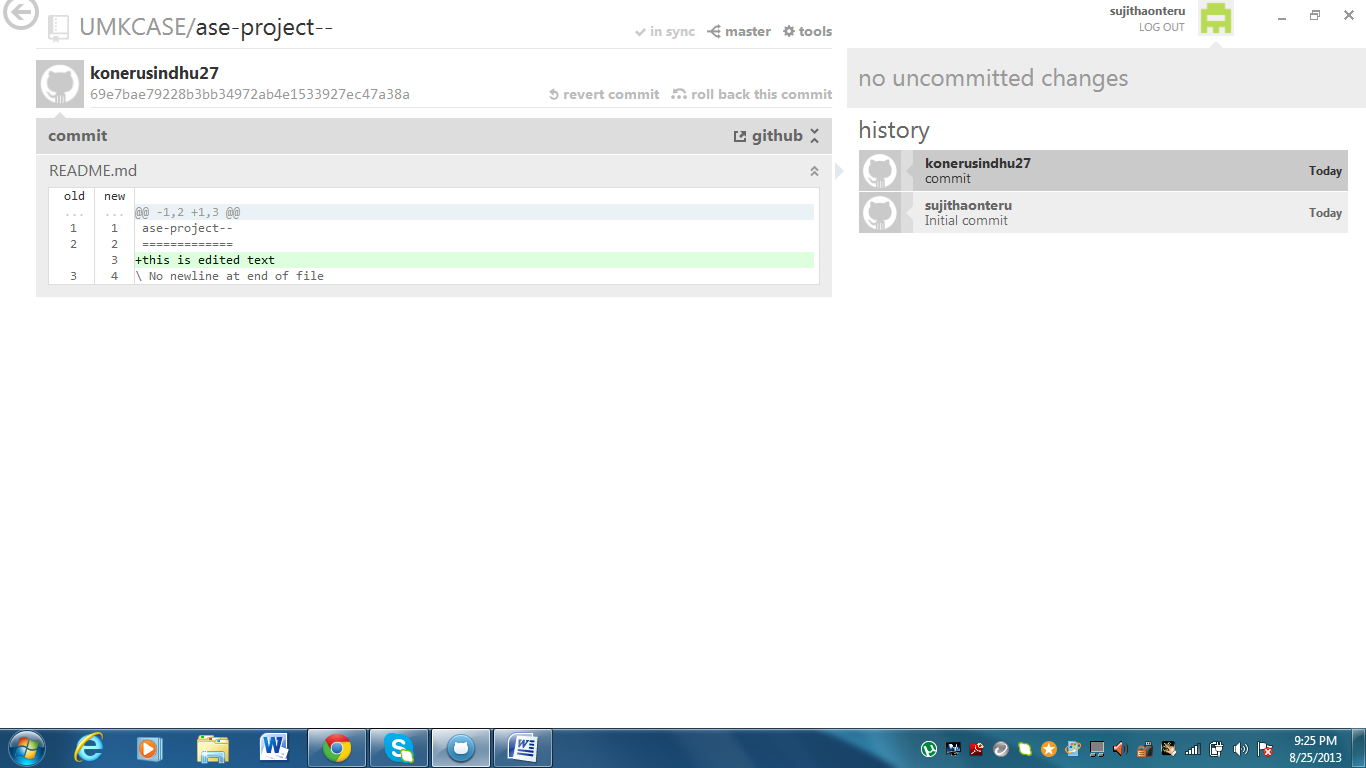 UMKCASE/ase-project--
in sync
master
tools
sujithaonteru
LOG OUT
konerusindhu27
69e7bae79228b3bb34972ab4e1533927ec47a38a
revert commit
roll back this commit
commit
github
README.md
old new
... ... @@ -1,2 +1,3 @@
1 1 ase-project--
2 2 =============
3 +this is edited text
3 4 \ No newline at end of file
no uncommitted changes
history
konerusindhu27
commit
Today
sujithaonteru
Initial commit
Today
9:25 PM
8/25/2013